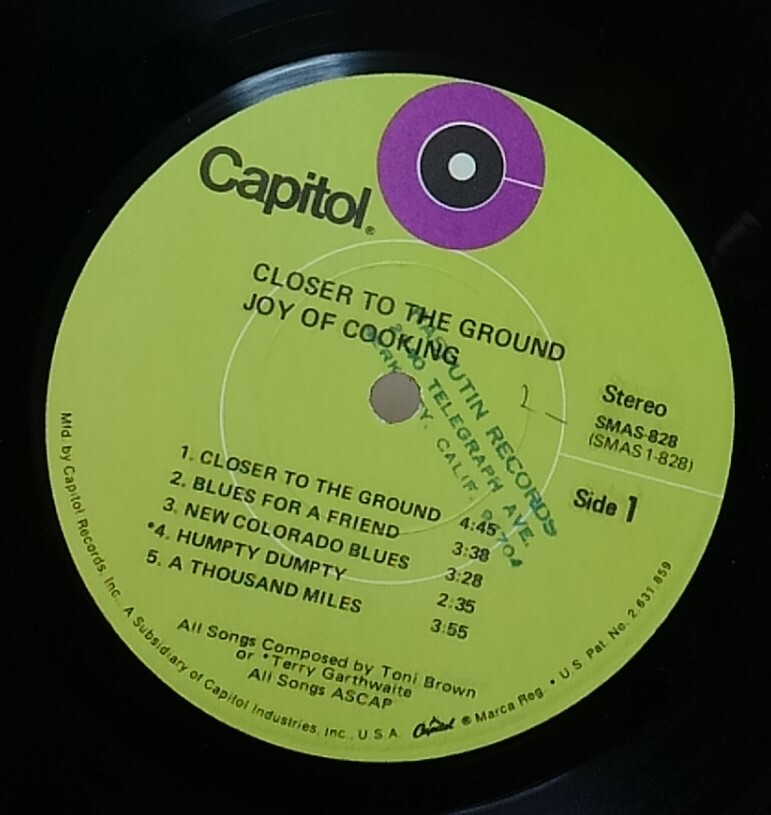 Capitol®
CLOSER TO THE GROUND
JOY OF COOKING
RASPUTIN RECORDS
TELEGRAPH AVE.
CALIF. 94704
2
Stereo
SMAS-828
(SMAS 1-828)
Side 1
1. CLOSER TO THE GROUND 4:45
2. BLUES FOR A FRIEND 3:38
3. NEW COLORADO BLUES 3:28
*4. HUMPTY DUMPTY 2:35
5. A THOUSAND MILES 3:55
All Songs Composed by Toni Brown
or *Terry Garthwaite
All Songs ASCAP
Mfd. by Capitol Records, Inc., A Subsidiary of Capitol Industries, Inc., U.S.A. Capitol ® Marca Reg. • U.S. Pat. No. 2,631,859